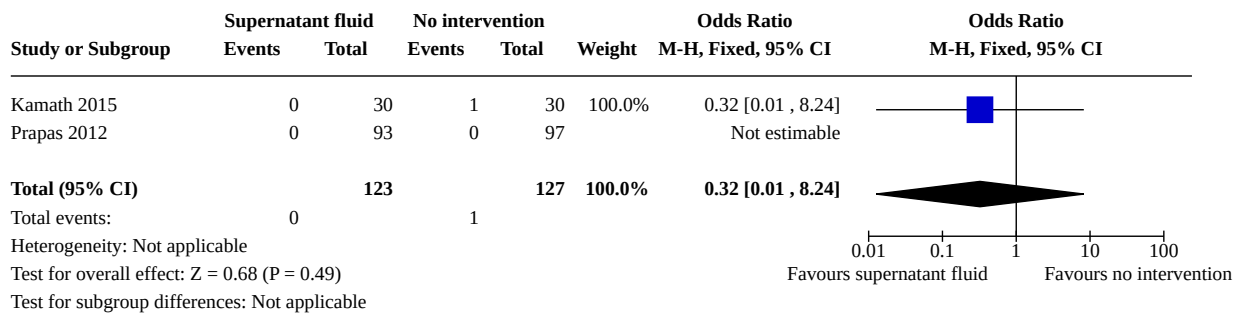 Supernatant fluid No intervention Odds Ratio Odds Ratio
Study or Subgroup Events Total Events Total Weight M-H, Fixed, 95% CI M-H, Fixed, 95% CI
Kamath 2015 0 30 1 30 100.0% 0.32 [0.01 , 8.24]
Prapas 2012 0 93 0 97 Not estimable
Total (95% CI) 123 127 100.0% 0.32 [0.01 , 8.24]
Total events: 0 1
Heterogeneity: Not applicable
0.01 0.1 1 10 100
Test for overall effect: Z = 0.68 (P = 0.49) Favours supernatant fluid Favours no intervention
Test for subgroup differences: Not applicable